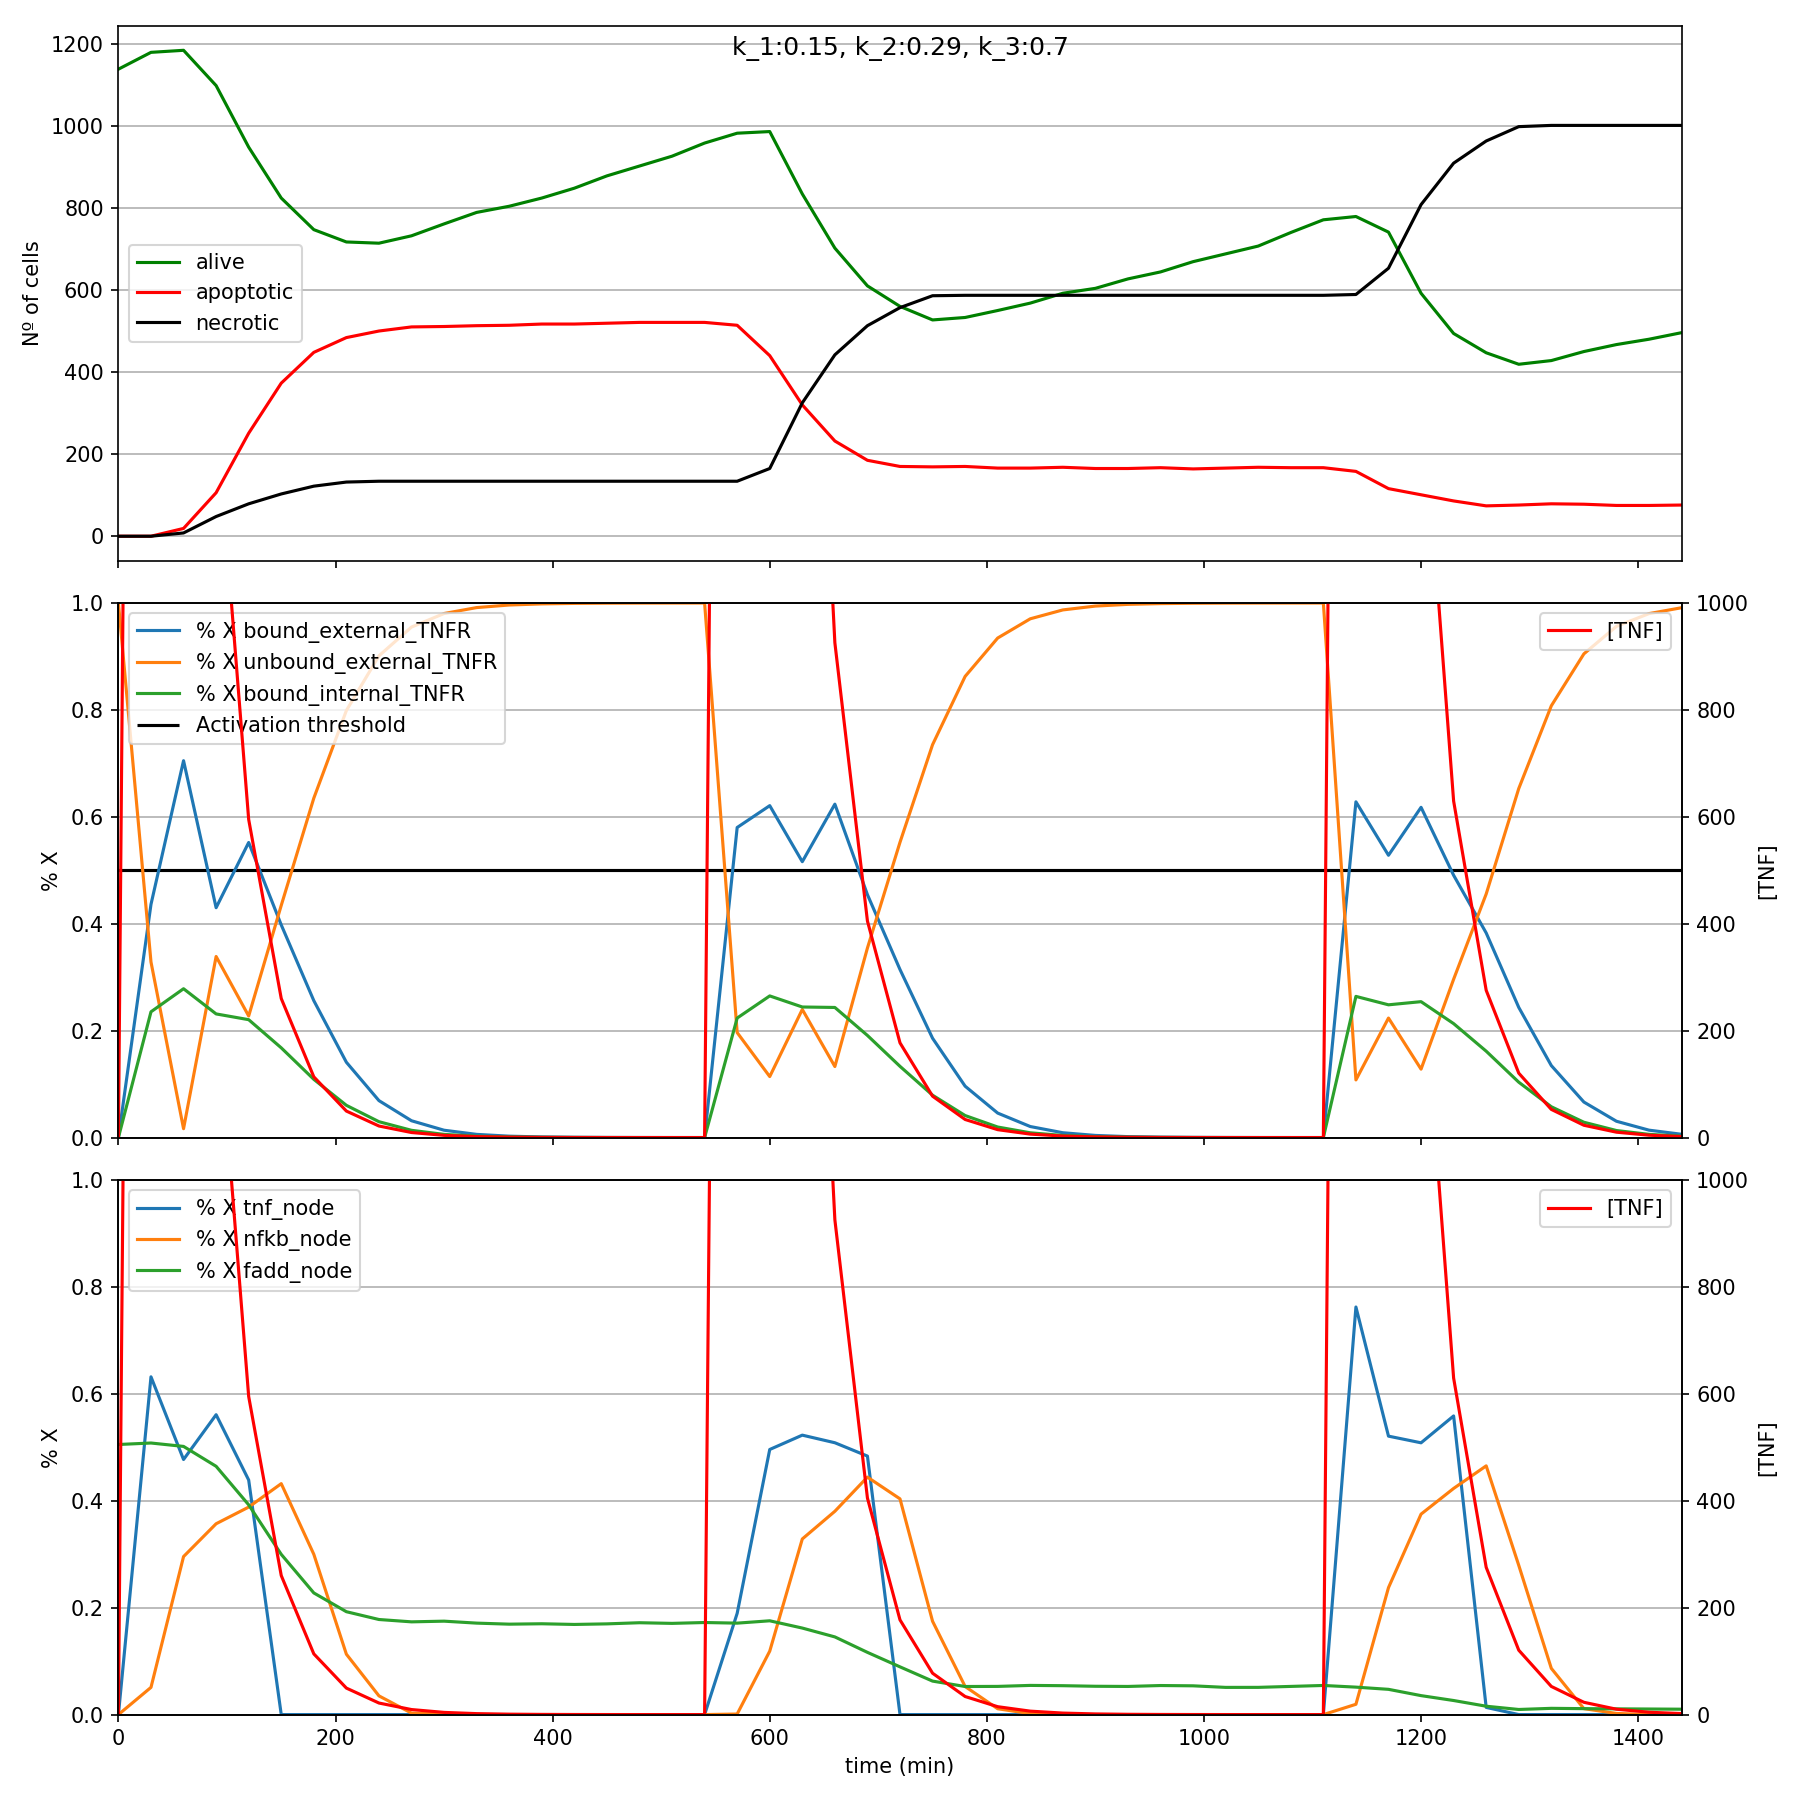 k_1:0.15, k_2:0.29, k_3:0.7
1200
1000
800
600
400
200
0
Nº of cells
alive
apoptotic
necrotic
1.0
0.8
0.6
0.4
0.2
0.0
% X
% X bound_external_TNFR
% X unbound_external_TNFR
% X bound_internal_TNFR
Activation threshold
[TNF]
1000
800
600
400
200
0
[TNF]
1.0
0.8
0.6
0.4
0.2
0.0
% X
% X tnf_node
% X nfkb_node
% X fadd_node
[TNF]
1000
800
600
400
200
0
[TNF]
0 200 400 600 800 1000 1200 1400
time (min)